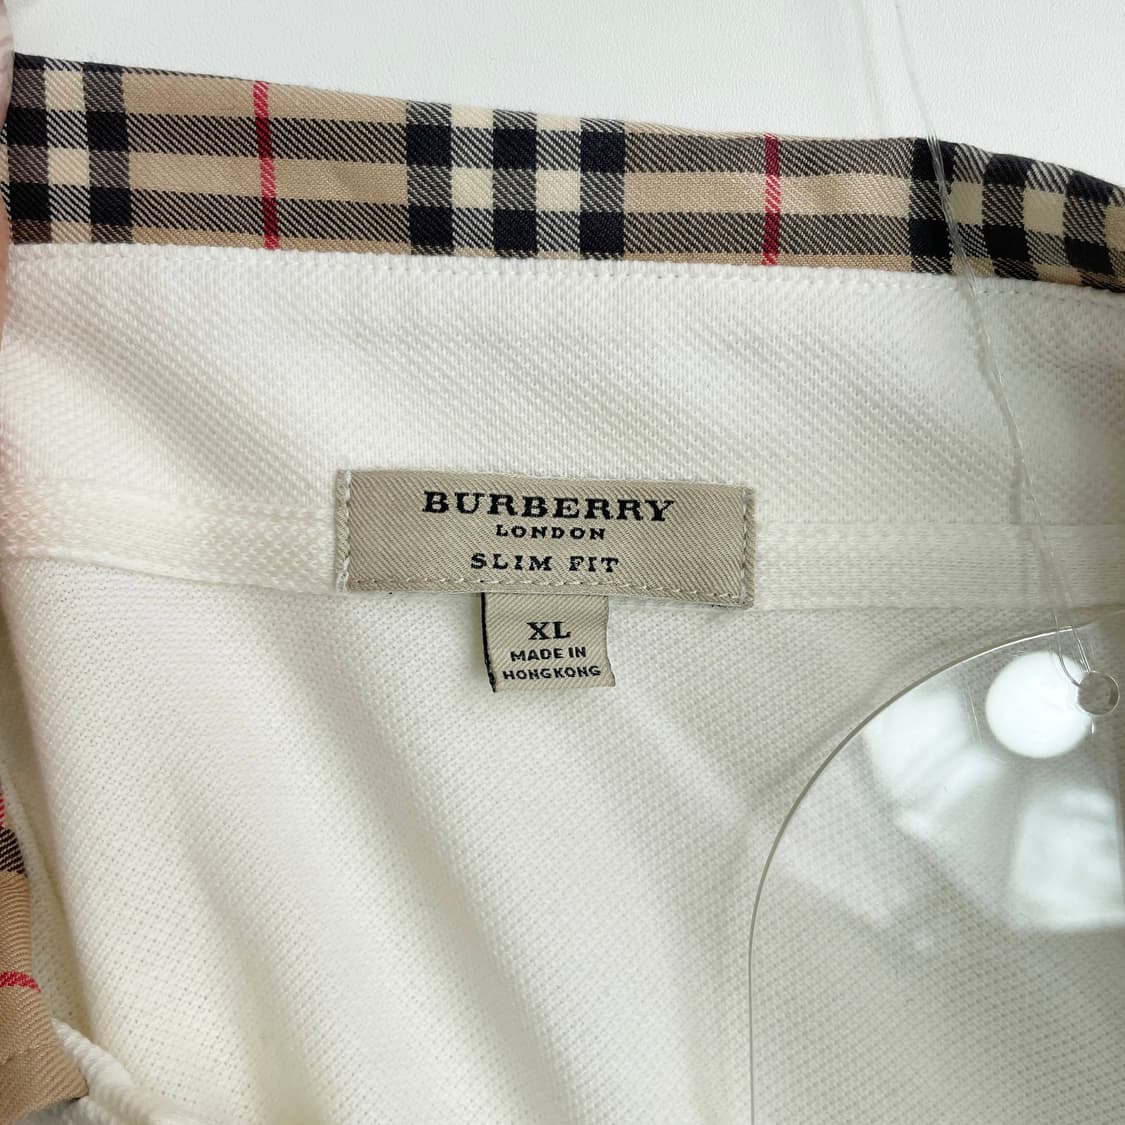 BURBERRY
LONDON
SLIM FIT
XL
MADE IN
HONGKONG